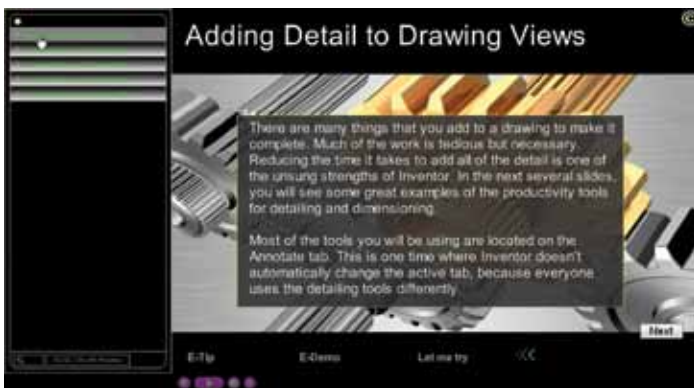 Adding Detail to Drawing Views
There are many things that you add to a drawing to make it
complete. Much of the work is tedious but necessary.
Reducing the time it takes to add all of the detail is one of
the unsung strengths of Inventor. In the next several slides,
you will see some great examples of the productivity tools
for detailing and dimensioning.
Most of the tools you will be using are located on the
Annotate tab. This is one time where Inventor doesn't
automatically change the active tab, because everyone
uses the detailing tools differently.
Next
E-Tip
E-Demo
Let me try